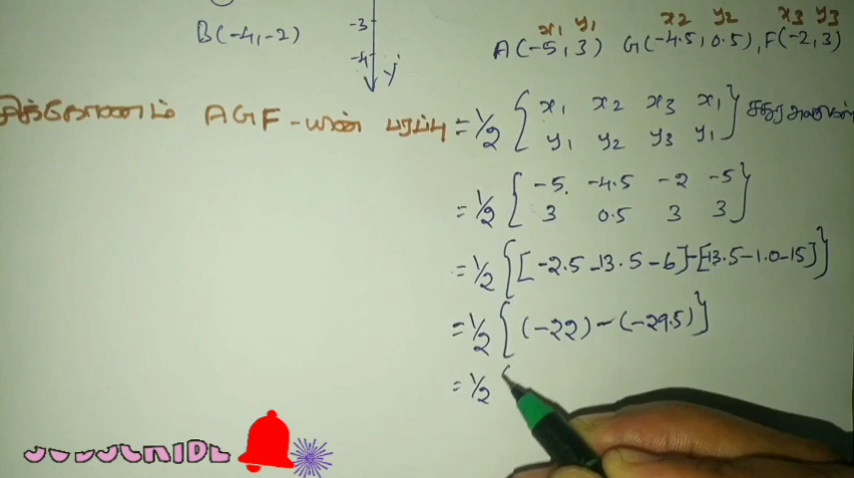 B(-4,-2)
-3
-4
y'
x1 y1 x2 y2 x3 y3
A(-5,3) G(-4.5,0.5), F(-2,3)
AGF-யின் பரப்பு = 1/2 { x1 x2 x3 x1
y1 y2 y3 y1 } சதுர அலகுகள்
= 1/2 { -5 -4.5 -2 -5
3 0.5 3 3 }
= 1/2 { [-2.5-13.5-6]-[-13.5-1.0-15] }
= 1/2 { (-22)-(-29.5) }
= 1/2 {